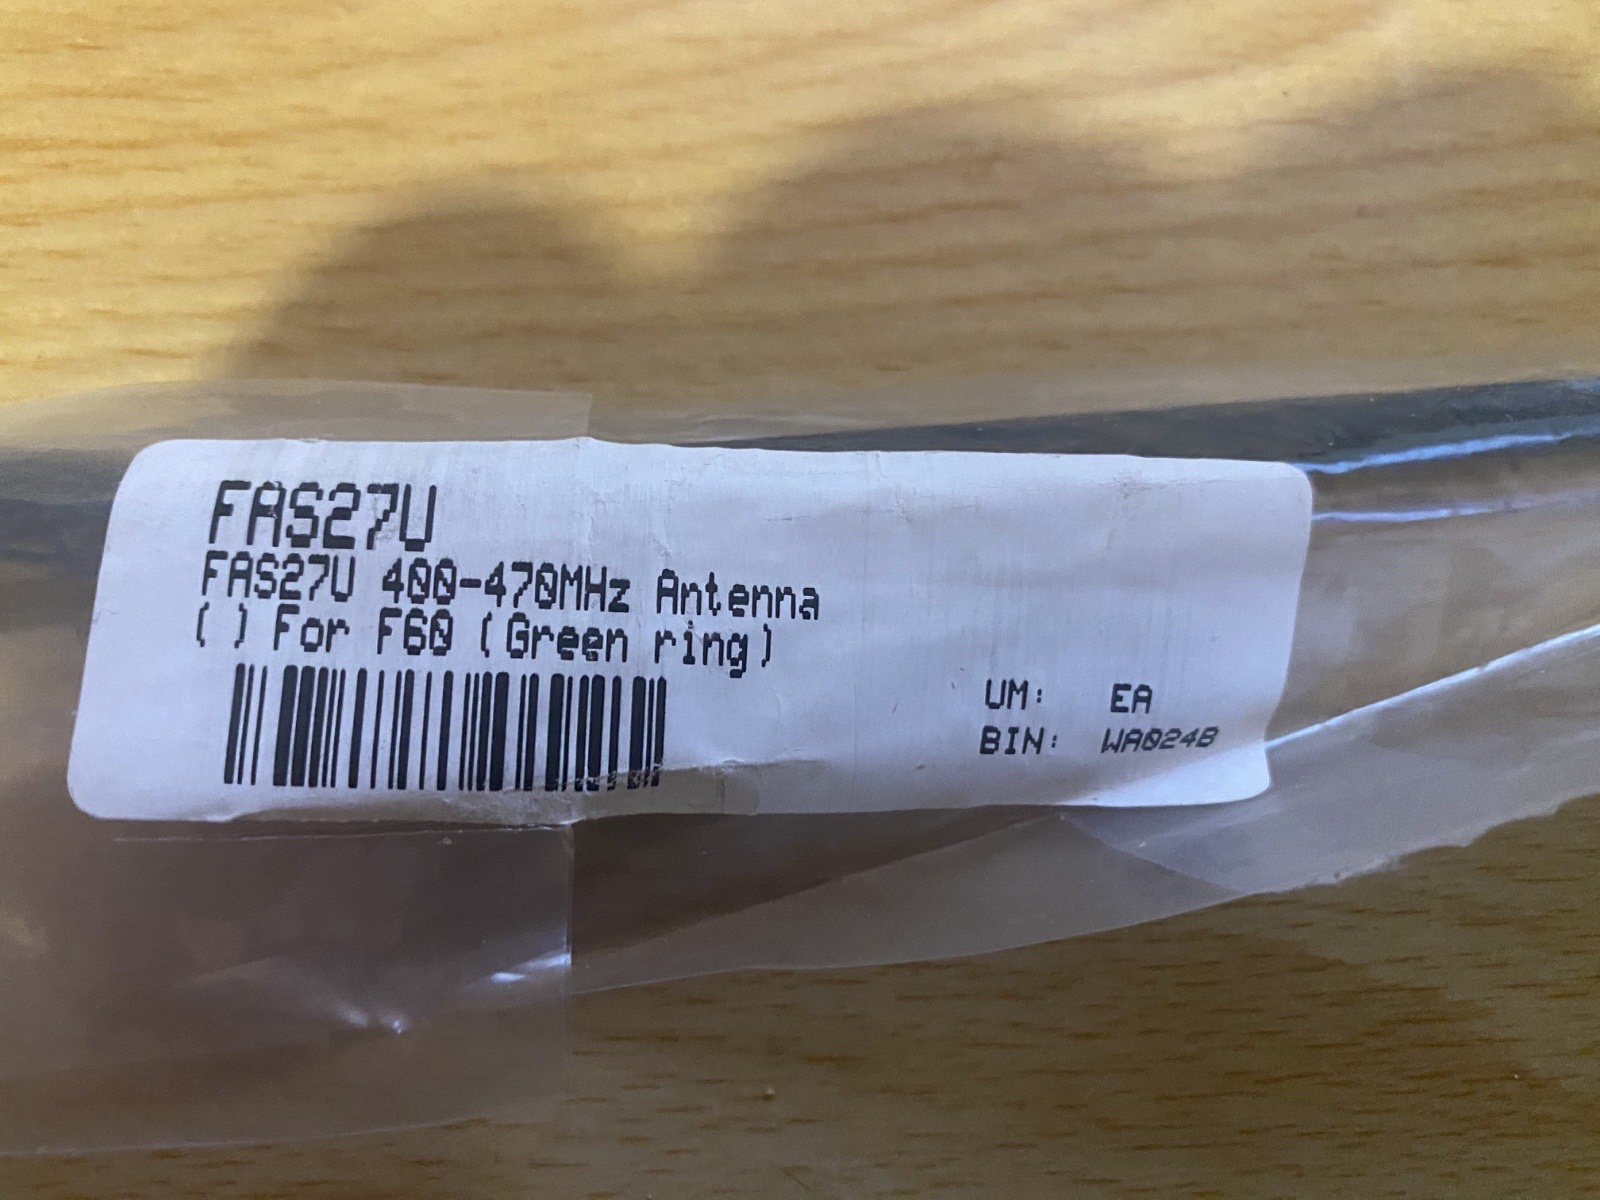 FAS27U
FAS27U 400-470MHz Antenna
( ) For F60 (Green ring)
UM: EA
BIN: WA024B